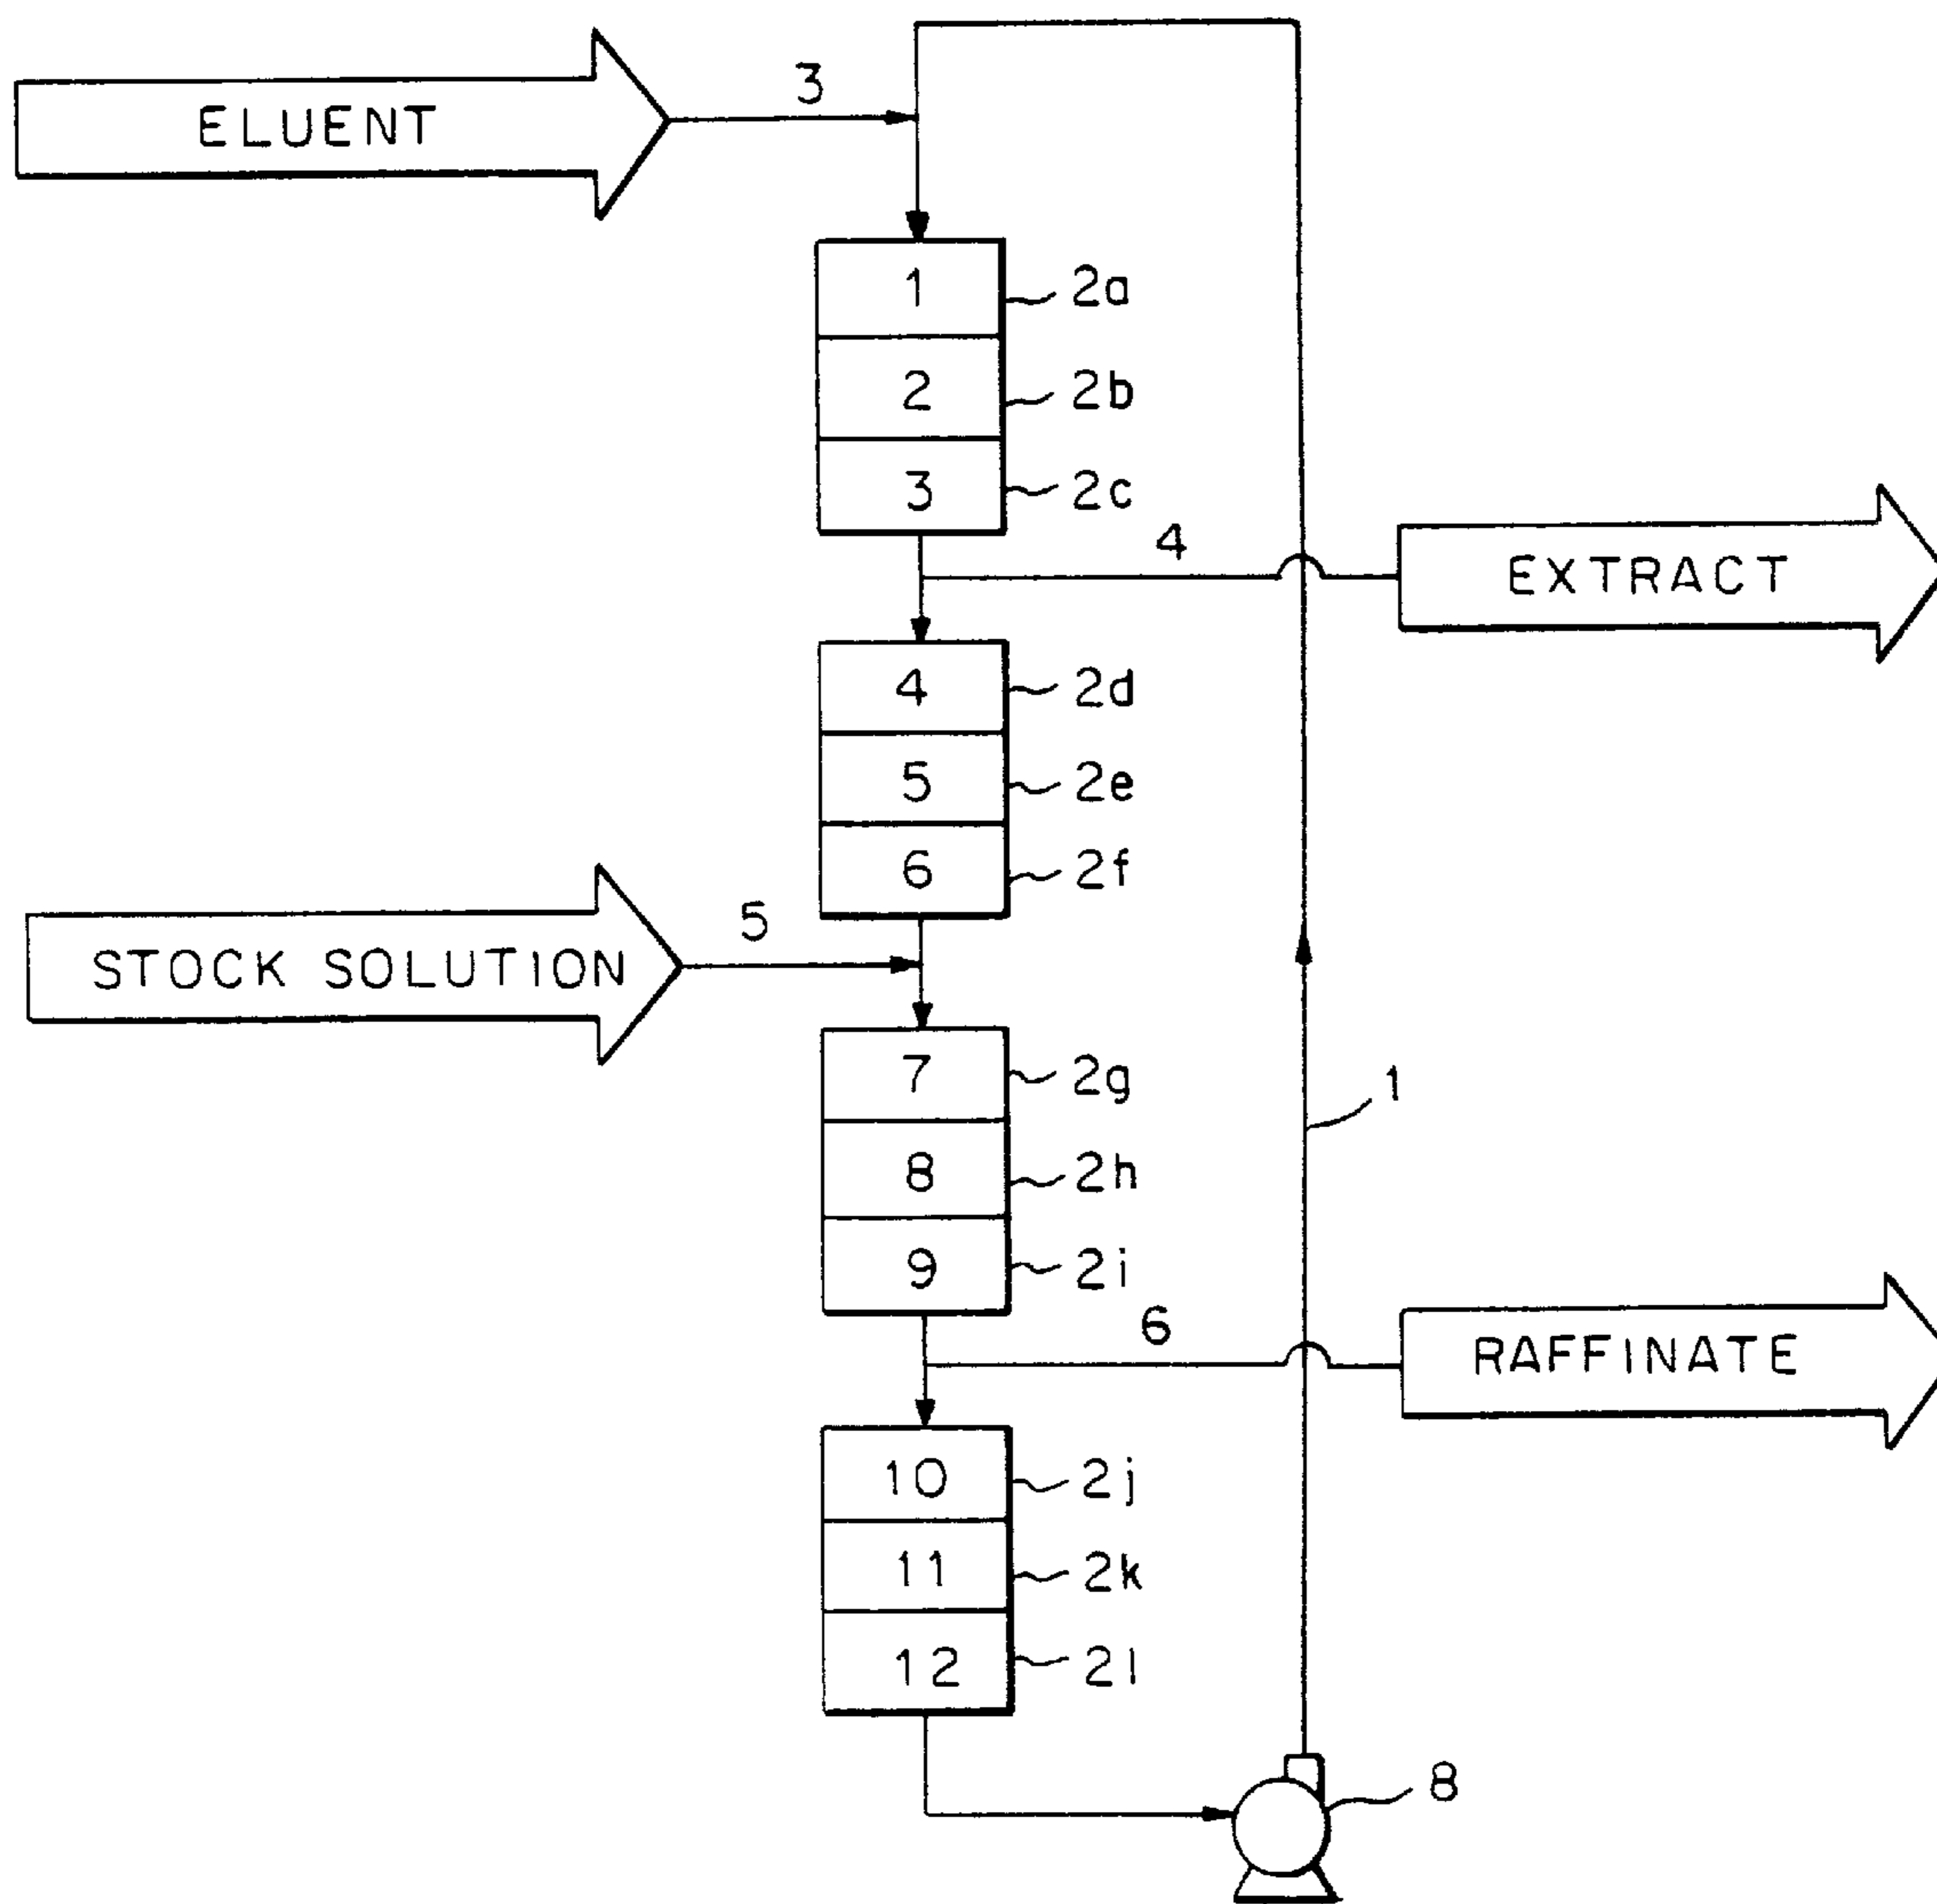 3
ELUENT
1 2a
2 2b
3 2c
4
EXTRACT
4 2d
5 2e
6 2f
5
STOCK SOLUTION
7 2g
1
8 2h
9 2i
6
RAFFINATE
10 2j
11 2k
12 2l
8